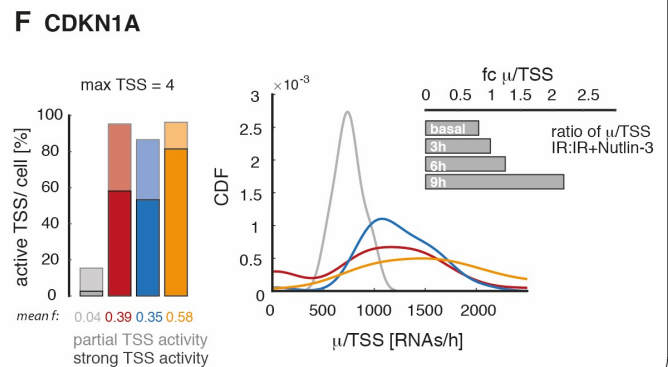 F CDKN1A
max TSS = 4
active TSS/ cell [%]
100
80
60
40
20
0
mean f: 0.04 0.39 0.35 0.58
partial TSS activity
strong TSS activity
×10⁻³
CDF
3
2.5
2
1.5
1
0.5
0
0 500 1000 1500 2000
μ/TSS [RNAs/h]
fc μ/TSS
0 0.5 1 1.5 2 2.5
basal
3h
6h
9h
ratio of μ/TSS
IR:IR+Nutlin-3